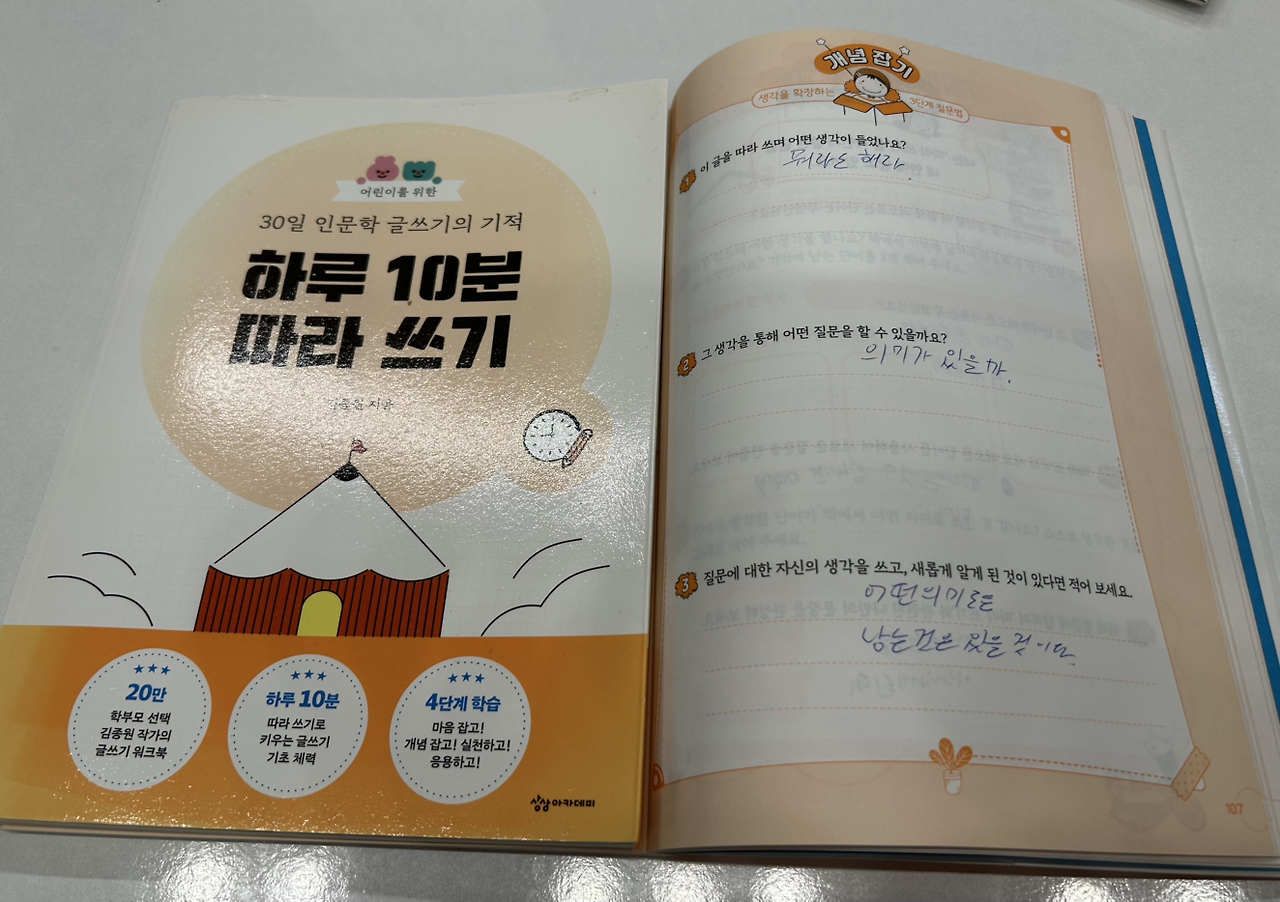 어린이를 위한
30일 인문학 글쓰기의 기적
하루 10분
따라 쓰기
김종원 지음
20만
학부모 선택
김종원 작가의
글쓰기 워크북
하루 10분
따라 쓰기로
키우는 글쓰기
기초 체력
4단계 학습
마음 잡고!
개념 잡고! 실천하고!
응용하고!
상상아카데미
개념 잡기
생각을 확장하는 3단계 질문법
1 이 글을 따라 쓰며 어떤 생각이 들었나요?
뭐라도 해라.
2 그 생각을 통해 어떤 질문을 할 수 있을까요?
의미가 있을까.
3 질문에 대한 자신의 생각을 쓰고, 새롭게 알게 된 것이 있다면 적어 보세요.
어떤의미로든
남는건은 있을 것이다.
107